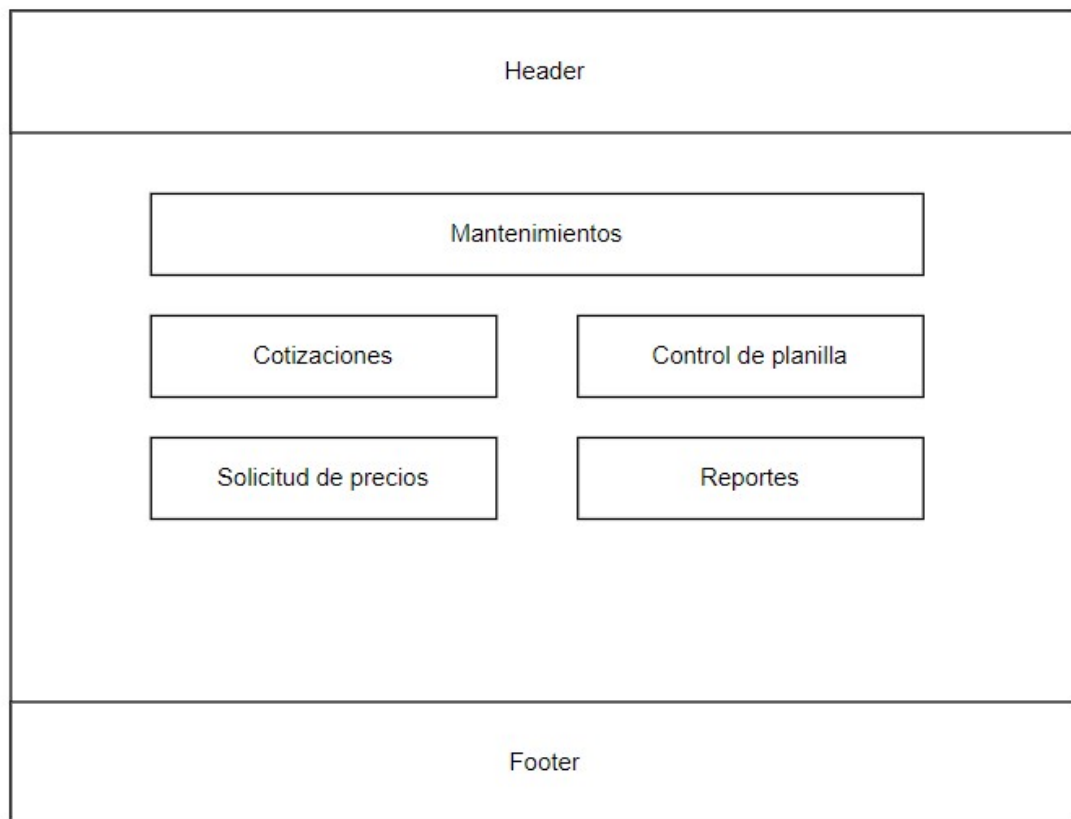 Header
Mantenimientos
Cotizaciones
Control de planilla
Solicitud de precios
Reportes
Footer